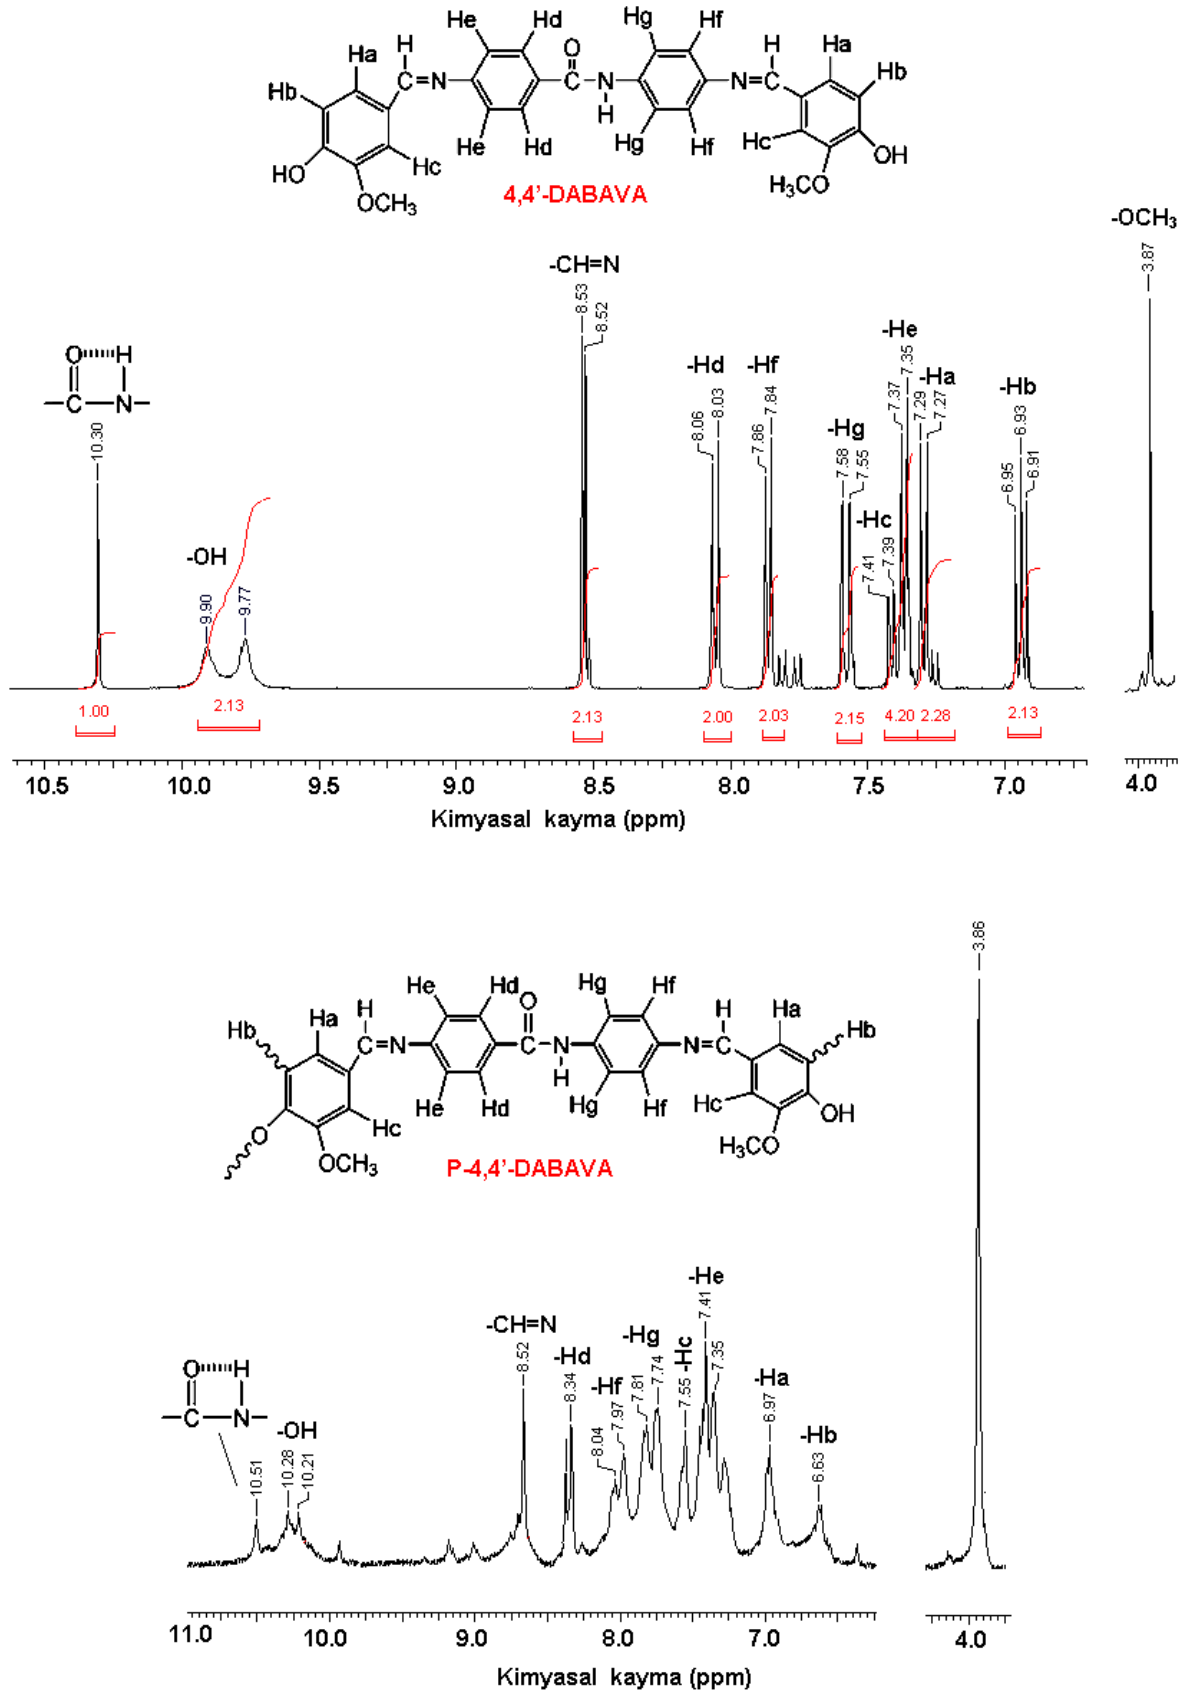 He Hd Hg Hf
Ha H O H Ha
Hb C=N C N N=C Hb
H
He Hd Hg Hf Hc
HO Hc OH
OCH3 H3CO
4,4'-DABAVA
-OCH3
3.87
-CH=N
8.53
8.52
O H
C N
10.30
-OH
9.90
9.77
-Hd
8.06
8.03
-Hf
7.86
7.84
-Hg
7.58
7.55
-Hc
7.41
7.39
-He
7.37
7.35
-Ha
7.29
7.27
-Hb
6.95
6.93
6.91
1.00 2.13 2.13 2.00 2.03 2.15 4.20 2.28 2.13
10.5 10.0 9.5 9.0 8.5 8.0 7.5 7.0 4.0
Kimyasal kayma (ppm)
3.86
He Hd Hg Hf
Hb Ha H O H Ha Hb
C=N C N N=C
H
He Hd Hg Hf Hc
O Hc OH
OCH3 H3CO
P-4,4'-DABAVA
O H
C N
10.51
-OH
10.28
10.21
-CH=N
8.52
-Hd
8.34
-Hf
8.04
7.97
-Hg
7.81
7.74
-Hc
7.55
-He
7.41
7.35
-Ha
6.97
-Hb
6.63
11.0 10.0 9.0 8.0 7.0 4.0
Kimyasal kayma (ppm)